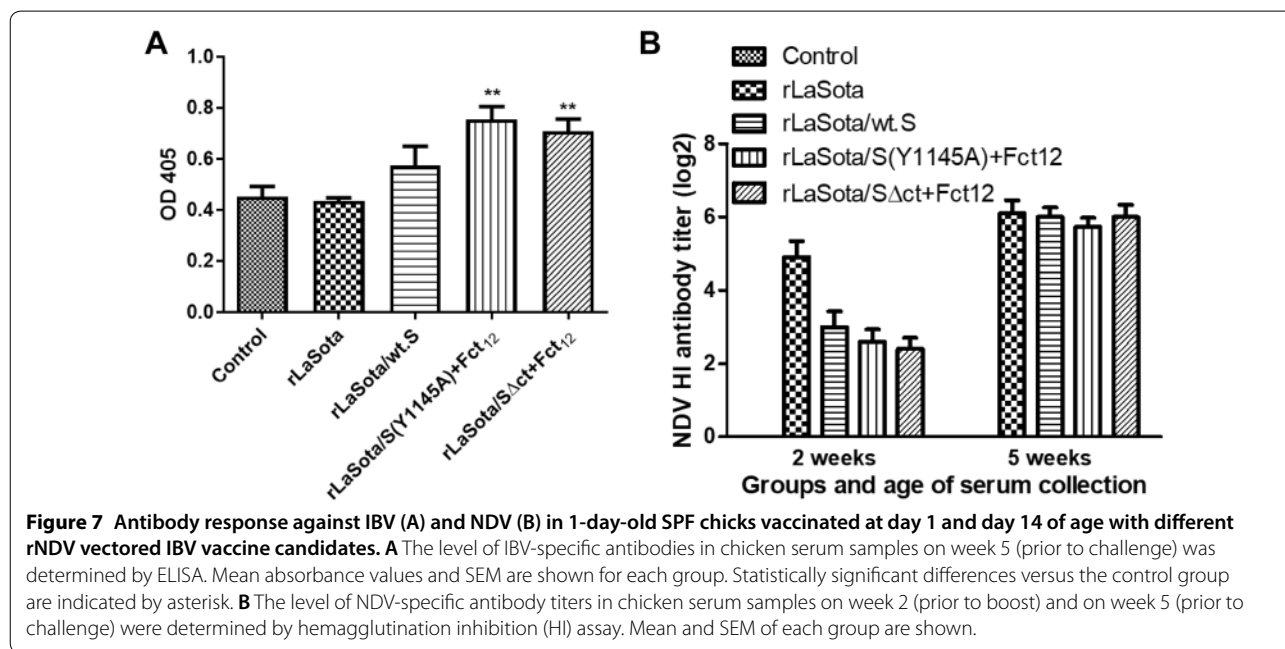 A
OD 405
1.0
0.8
0.6
0.4
0.2
0.0
**
**
Control
rLaSota
rLaSota/wt.S
rLaSota/S(Y1145A)+Fct12
rLaSota/SΔct+Fct12
B
Control
rLaSota
rLaSota/wt.S
rLaSota/S(Y1145A)+Fct12
rLaSota/SΔct+Fct12
NDV HI antibody titer (log2)
8
6
4
2
0
2 weeks
5 weeks
Groups and age of serum collection
Figure 7 Antibody response against IBV (A) and NDV (B) in 1-day-old SPF chicks vaccinated at day 1 and day 14 of age with different
rNDV vectored IBV vaccine candidates. A The level of IBV-specific antibodies in chicken serum samples on week 5 (prior to challenge) was
determined by ELISA. Mean absorbance values and SEM are shown for each group. Statistically significant differences versus the control group
are indicated by asterisk. B The level of NDV-specific antibody titers in chicken serum samples on week 2 (prior to boost) and on week 5 (prior to
challenge) were determined by hemagglutination inhibition (HI) assay. Mean and SEM of each group are shown.